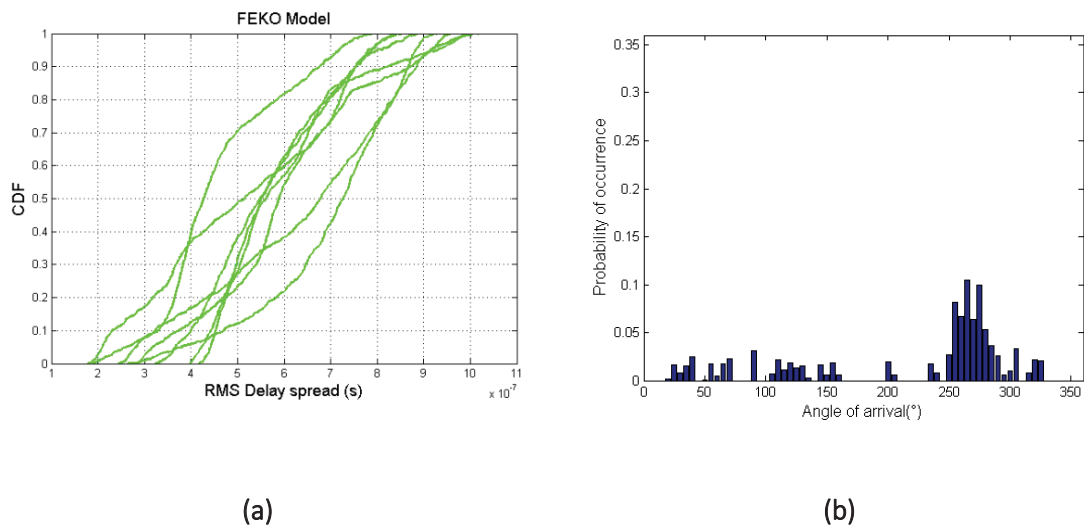 FEKO Model
CDF
1
0.9
0.8
0.7
0.6
0.5
0.4
0.3
0.2
0.1
0
1 2 3 4 5 6 7 8 9 10 11
RMS Delay spread (s)
x 10-7
(a)
Probability of occurrence
0.35
0.3
0.25
0.2
0.15
0.1
0.05
0
0 50 100 150 200 250 300 350
Angle of arrival(°)
(b)